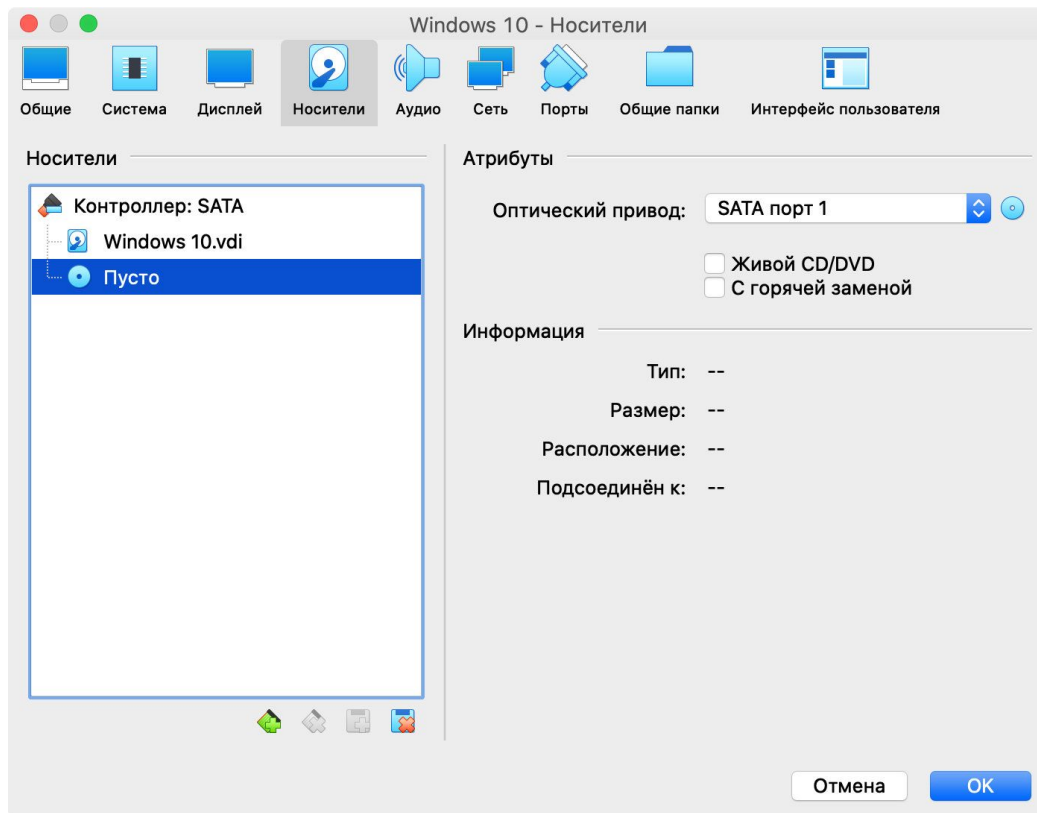 Windows 10 - Носители
Общие Система Дисплей Носители Аудио Сеть Порты Общие папки Интерфейс пользователя
Носители
Контроллер: SATA
Windows 10.vdi
Пусто
Атрибуты
Оптический привод: SATA порт 1
Живой CD/DVD
С горячей заменой
Информация
Тип: --
Размер: --
Расположение: --
Подсоединён к: --
Отмена OK